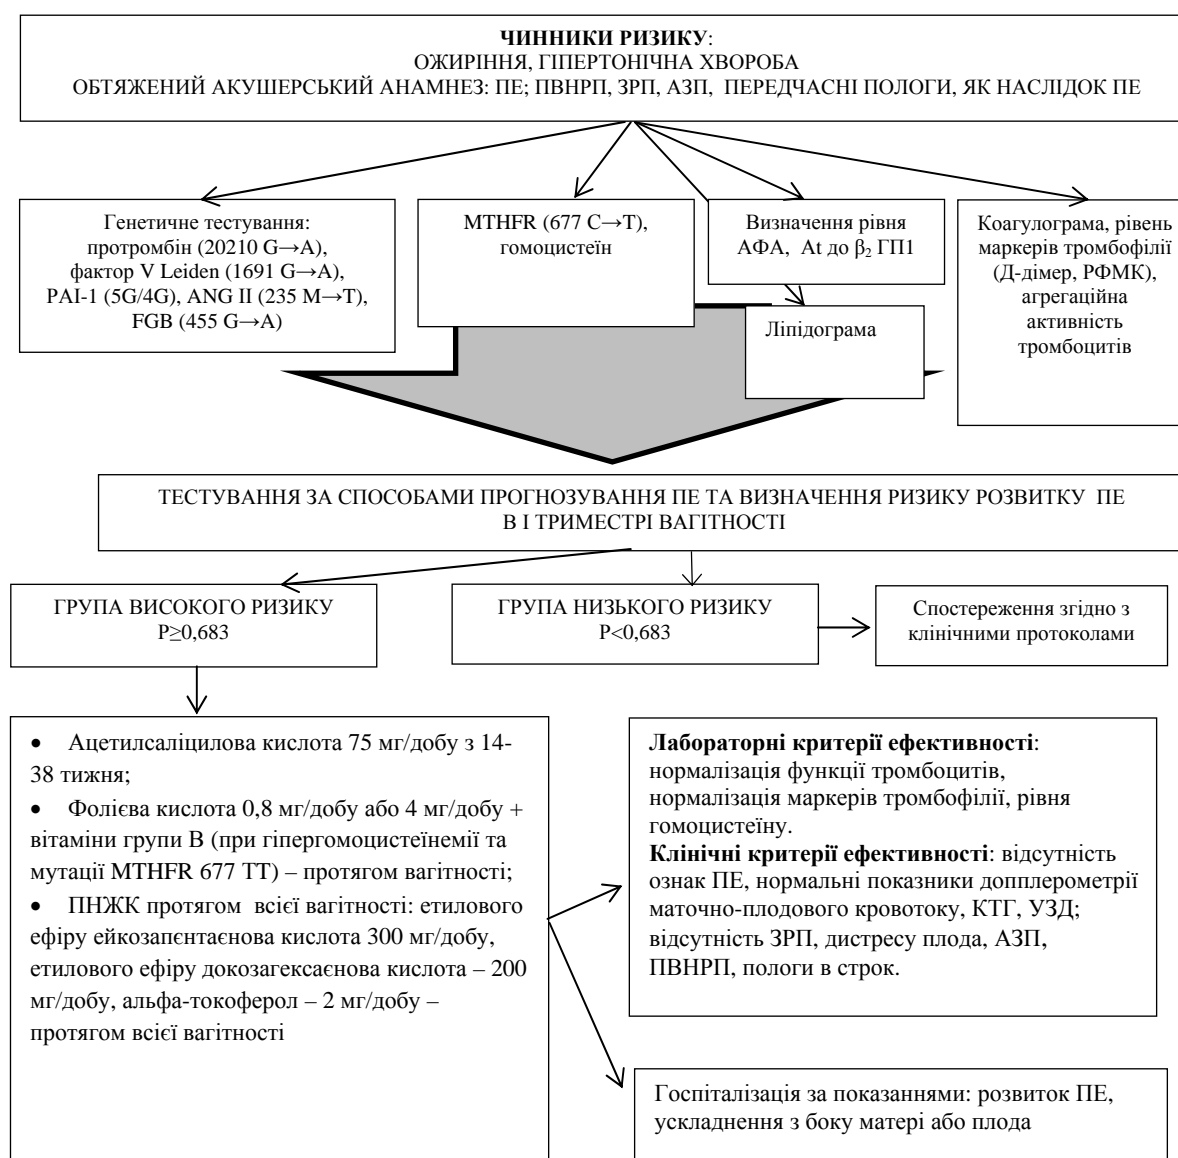 ЧИННИКИ РИЗИКУ:
ОЖИРІННЯ, ГІПЕРТОНІЧНА ХВОРОБА
ОБТЯЖЕНИЙ АКУШЕРСЬКИЙ АНАМНЕЗ: ПЕ; ПВНРП, ЗРП, АЗП, ПЕРЕДЧАСНІ ПОЛОГИ, ЯК НАСЛІДОК ПЕ
Генетичне тестування:
протромбін (20210 G→A),
фактор V Leiden (1691 G→A),
PAI-1 (5G/4G), ANG II (235 M→T),
FGB (455 G→A)
MTHFR (677 C→T),
гомоцистеїн
Визначення рівня
АФА, At до β₂ ГП1
Ліпідограма
Коагулограма, рівень
маркерів тромбофілії
(Д-дімер, РФМК),
агрегаційна
активність
тромбоцитів
ТЕСТУВАННЯ ЗА СПОСОБАМИ ПРОГНОЗУВАННЯ ПЕ ТА ВИЗНАЧЕННЯ РИЗИКУ РОЗВИТКУ ПЕ
В І ТРИМЕСТРІ ВАГІТНОСТІ
ГРУПА ВИСОКОГО РИЗИКУ
Р≥0,683
ГРУПА НИЗЬКОГО РИЗИКУ
Р<0,683
Спостереження згідно з
клінічними протоколами
• Ацетилсаліцилова кислота 75 мг/добу з 14-
38 тижня;
• Фолієва кислота 0,8 мг/добу або 4 мг/добу +
вітаміни групи В (при гіпергомоцистеїнемії та
мутації MTHFR 677 ТТ) – протягом вагітності;
• ПНЖК протягом всієї вагітності: етилового
ефіру ейкозапєнтаєнова кислота 300 мг/добу,
етилового ефіру докозагексаєнова кислота – 200
мг/добу, альфа-токоферол – 2 мг/добу –
протягом всієї вагітності
Лабораторні критерії ефективності:
нормалізація функції тромбоцитів,
нормалізація маркерів тромбофілії, рівня
гомоцистеїну.
Клінічні критерії ефективності: відсутність
ознак ПЕ, нормальні показники допплерометрії
маточно-плодового кровотоку, КТГ, УЗД;
відсутність ЗРП, дистресу плода, АЗП,
ПВНРП, пологи в строк.
Госпіталізація за показаннями: розвиток ПЕ,
ускладнення з боку матері або плода